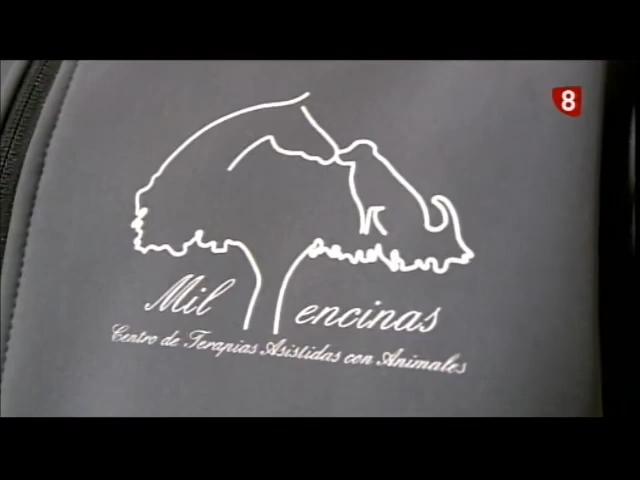 8
Mil encinas
Centro de Terapias Asistidas con Animales